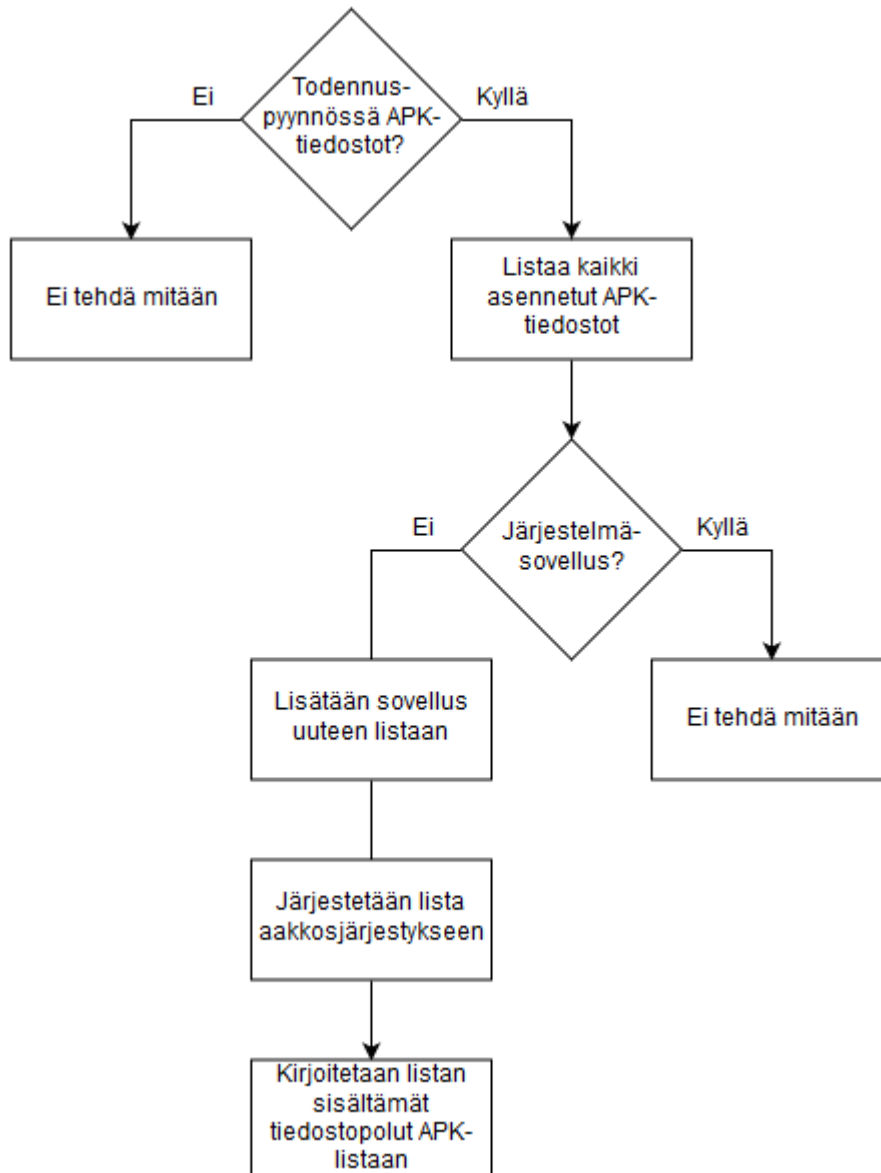 Todennus-
pyynnössä APK-
tiedostot?
Ei
Kyllä
Ei tehdä mitään
Listaa kaikki
asennetut APK-
tiedostot
Järjestelmä-
sovellus?
Ei
Kyllä
Lisätään sovellus
uuteen listaan
Ei tehdä mitään
Järjestetään lista
aakkosjärjestykseen
Kirjoitetaan listan
sisältämät
tiedostopolut APK-
listaan